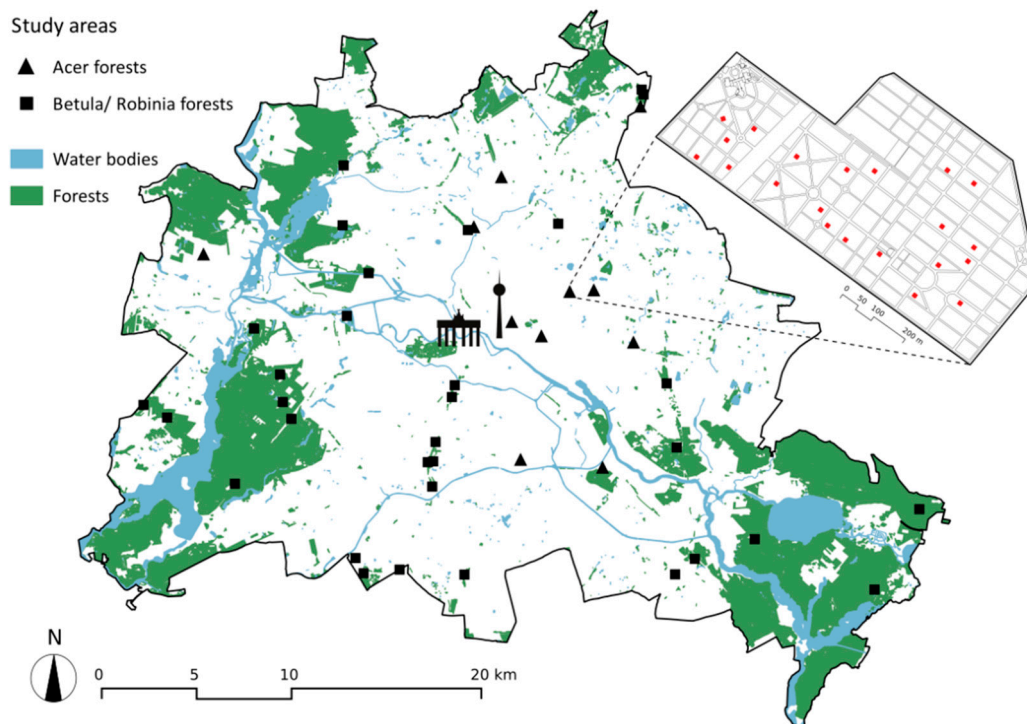 Study areas
Acer forests
Betula/ Robinia forests
Water bodies
Forests
0 50 100 200 m
N
0 5 10 20 km